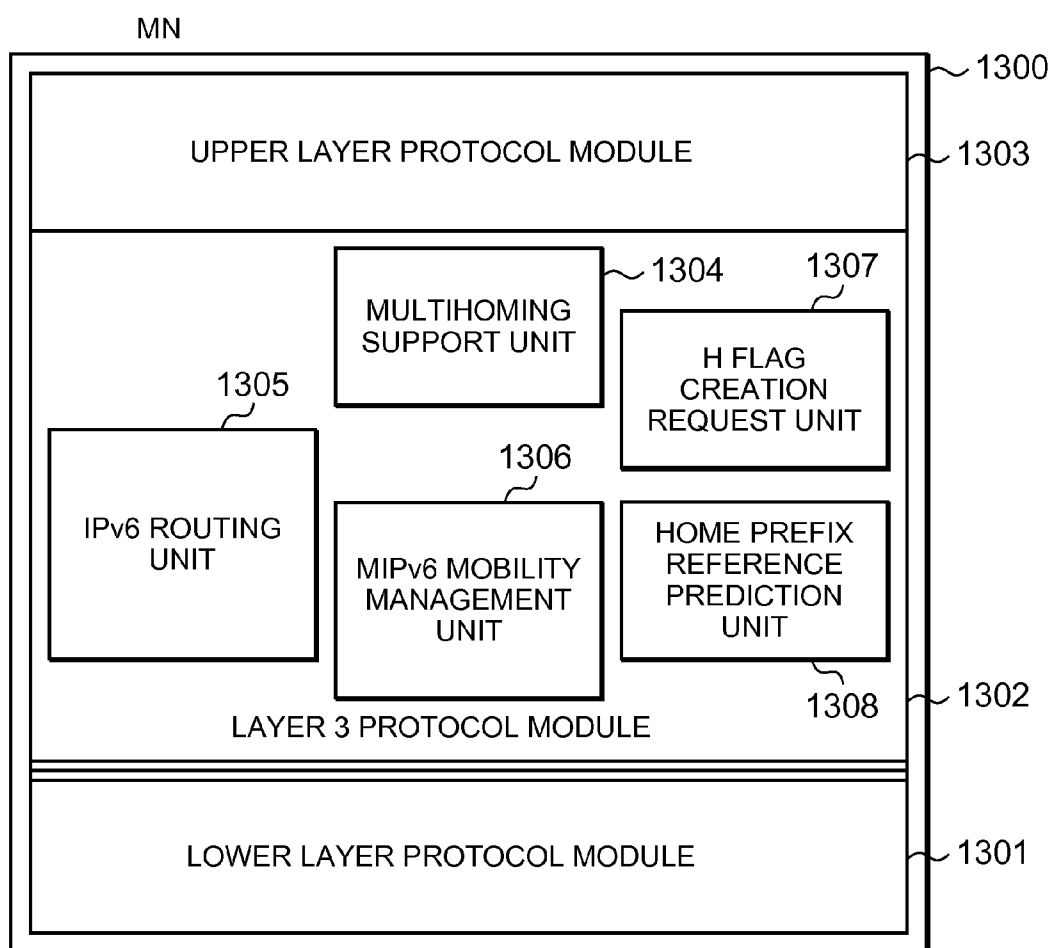 MN
1300
UPPER LAYER PROTOCOL MODULE
1303
1304
MULTIHOMING
SUPPORT UNIT
1307
H FLAG
CREATION
REQUEST UNIT
1305
IPv6 ROUTING
UNIT
1306
MIPv6 MOBILITY
MANAGEMENT
UNIT
HOME PREFIX
REFERENCE
PREDICTION
UNIT
1308
1302
LAYER 3 PROTOCOL MODULE
LOWER LAYER PROTOCOL MODULE
1301